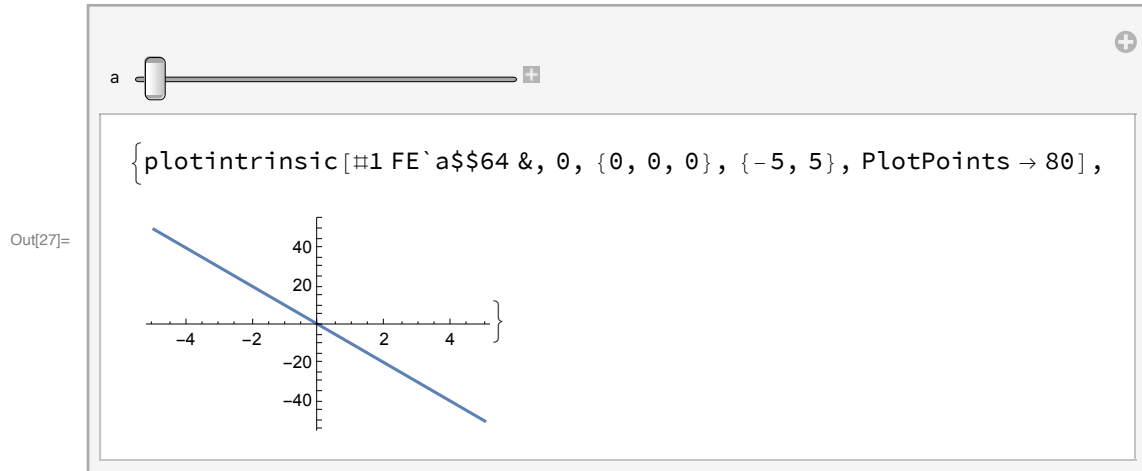 a
{plotintrinsic[♯1 FE`a$$64 &, 0, {0, 0, 0}, {-5, 5}, PlotPoints → 80] ,
Out[27]=
40
20
-4 -2 2 4
}
-20
-40